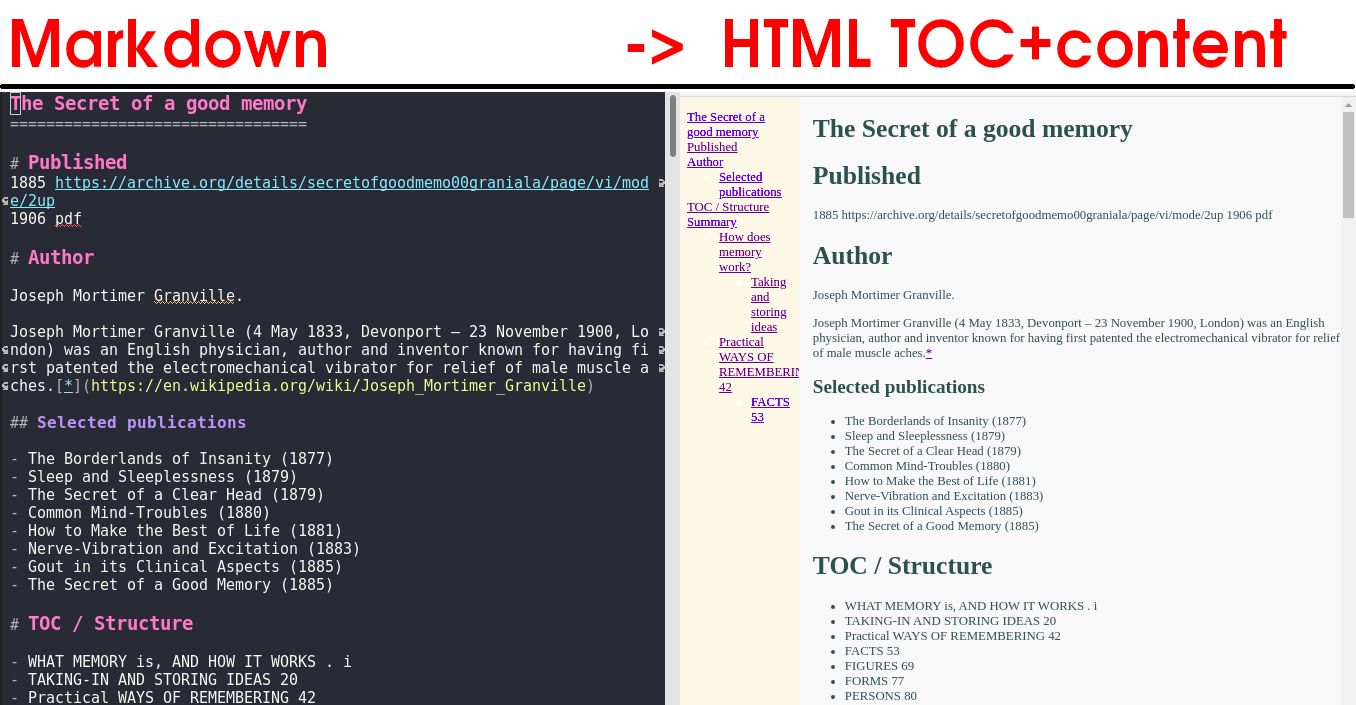 Markdown -> HTML TOC+content
The Secret of a good memory
=================================
# Published
1885 https://archive.org/details/secretofgoodmemo00graniala/page/vi/mod
e/2up
1906 pdf
# Author
Joseph Mortimer Granville.
Joseph Mortimer Granville (4 May 1833, Devonport – 23 November 1900, Lo
ndon) was an English physician, author and inventor known for having fi
rst patented the electromechanical vibrator for relief of male muscle a
ches.[*](https://en.wikipedia.org/wiki/Joseph_Mortimer_Granville)
## Selected publications
- The Borderlands of Insanity (1877)
- Sleep and Sleeplessness (1879)
- The Secret of a Clear Head (1879)
- Common Mind-Troubles (1880)
- How to Make the Best of Life (1881)
- Nerve-Vibration and Excitation (1883)
- Gout in its Clinical Aspects (1885)
- The Secret of a Good Memory (1885)
# TOC / Structure
- WHAT MEMORY is, AND HOW IT WORKS . i
- TAKING-IN AND STORING IDEAS 20
- Practical WAYS OF REMEMBERING 42
The Secret of a
good memory
Published
Author
Selected
publications
TOC / Structure
Summary
How does
memory
work?
Taking
and
storing
ideas
Practical
WAYS OF
REMEMBERIN
42
FACTS
53
The Secret of a good memory
Published
1885 https://archive.org/details/secretofgoodmemo00graniala/page/vi/mode/2up 1906 pdf
Author
Joseph Mortimer Granville.
Joseph Mortimer Granville (4 May 1833, Devonport – 23 November 1900, London) was an English
physician, author and inventor known for having first patented the electromechanical vibrator for relief
of male muscle aches.*
Selected publications
• The Borderlands of Insanity (1877)
• Sleep and Sleeplessness (1879)
• The Secret of a Clear Head (1879)
• Common Mind-Troubles (1880)
• How to Make the Best of Life (1881)
• Nerve-Vibration and Excitation (1883)
• Gout in its Clinical Aspects (1885)
• The Secret of a Good Memory (1885)
TOC / Structure
• WHAT MEMORY is, AND HOW IT WORKS . i
• TAKING-IN AND STORING IDEAS 20
• Practical WAYS OF REMEMBERING 42
• FACTS 53
• FIGURES 69
• FORMS 77
• PERSONS 80